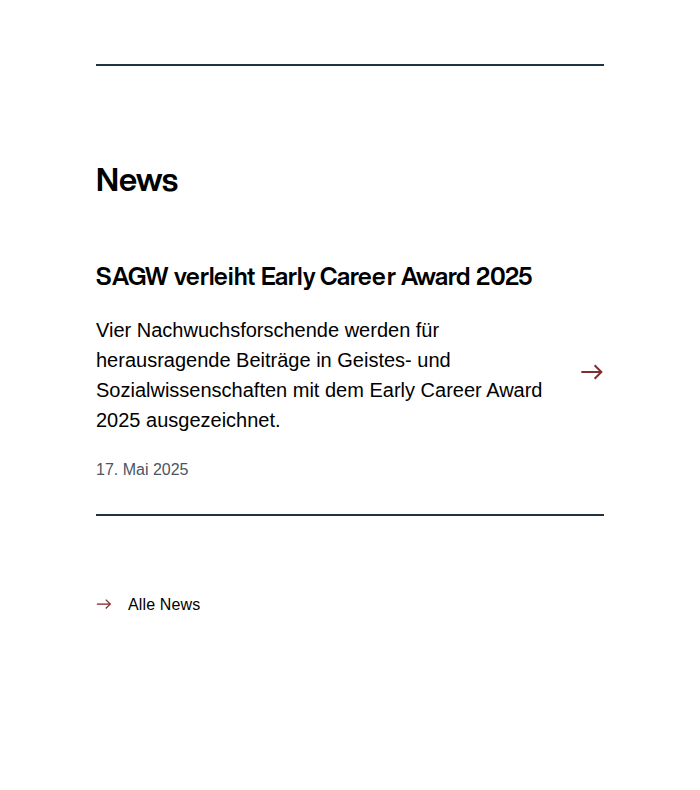 News
SAGW verleiht Early Career Award 2025
Vier Nachwuchsforschende werden für
herausragende Beiträge in Geistes- und
Sozialwissenschaften mit dem Early Career Award
2025 ausgezeichnet.
17. Mai 2025
Alle News